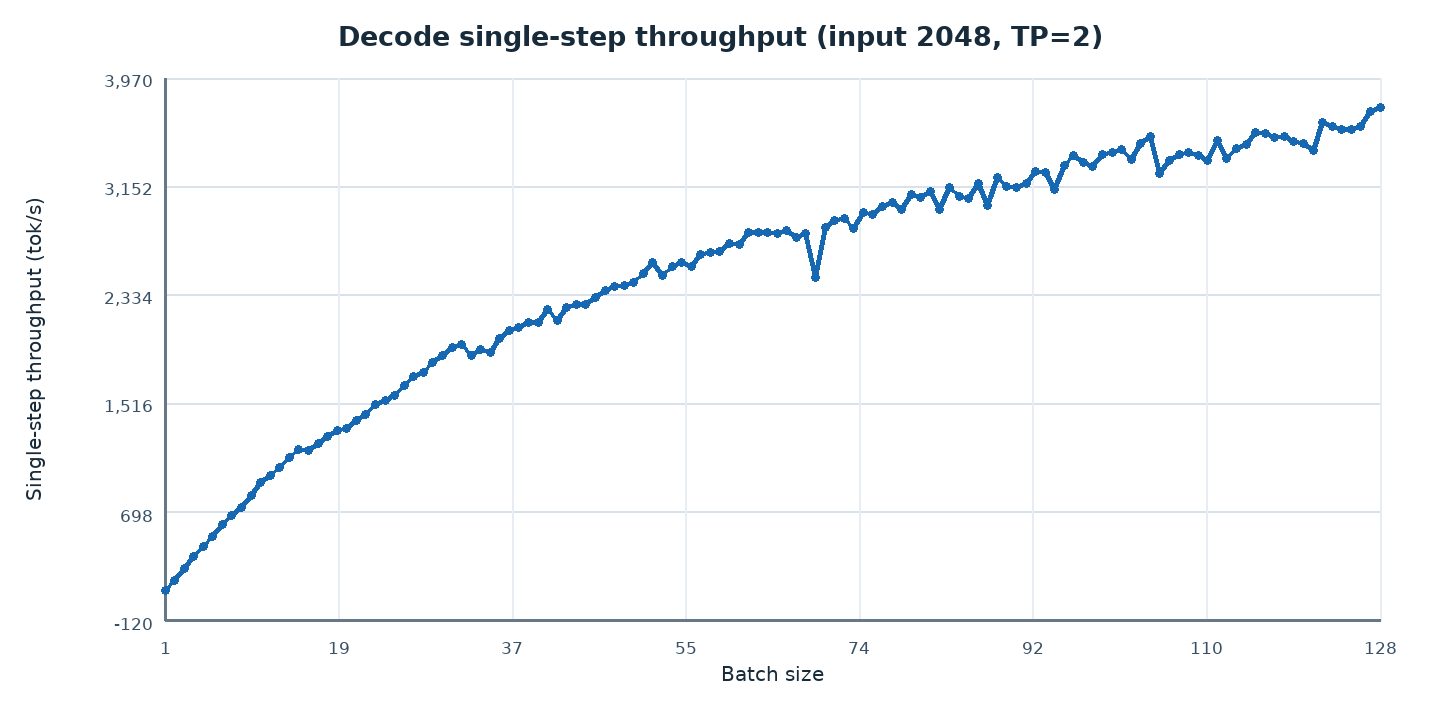 Decode single-step throughput (input 2048, TP=2)
Single-step throughput (tok/s)
3,970
3,152
2,334
1,516
698
-120
1 19 37 55 74 92 110 128
Batch size